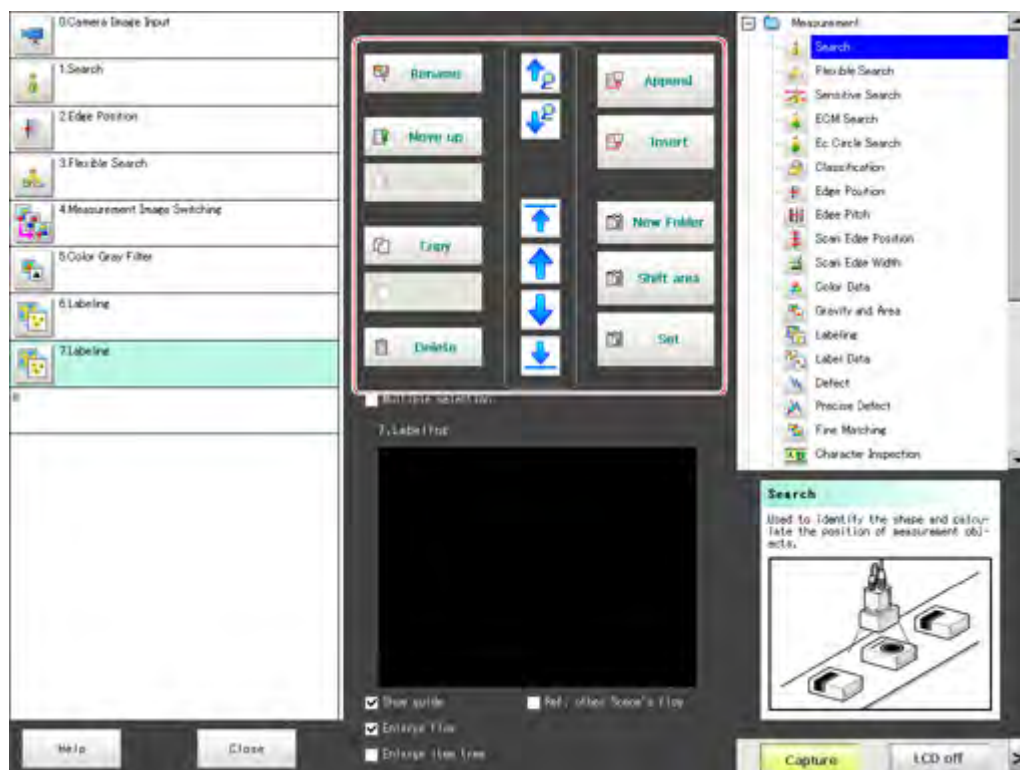 0.Camera Image Input
1.Search
2.Edge Position
3.Flexible Search
4.Measurement Image Switching
5.Color Gray Filter
6.Labeling
7.Labeling
Rename
Move up
Copy
Delete
Append
Insert
New Folder
Shift area
Set
Multiple selection
7.Labeling
Show guide
Ref. other Scene's flow
Enlarge flow
Enlarge item tree
Help
Close
Measurement
Search
Flexible Search
Sensitive Search
ECM Search
Ec Circle Search
Classification
Edge Position
Edge Pitch
Scan Edge Position
Scan Edge Width
Color Data
Gravity and Area
Labeling
Label Data
Defect
Precise Defect
Fine Matching
Character Inspection
Search
Used to identify the shape and calcu-
late the position of measurement obj-
ects.
Capture
LCD off
>